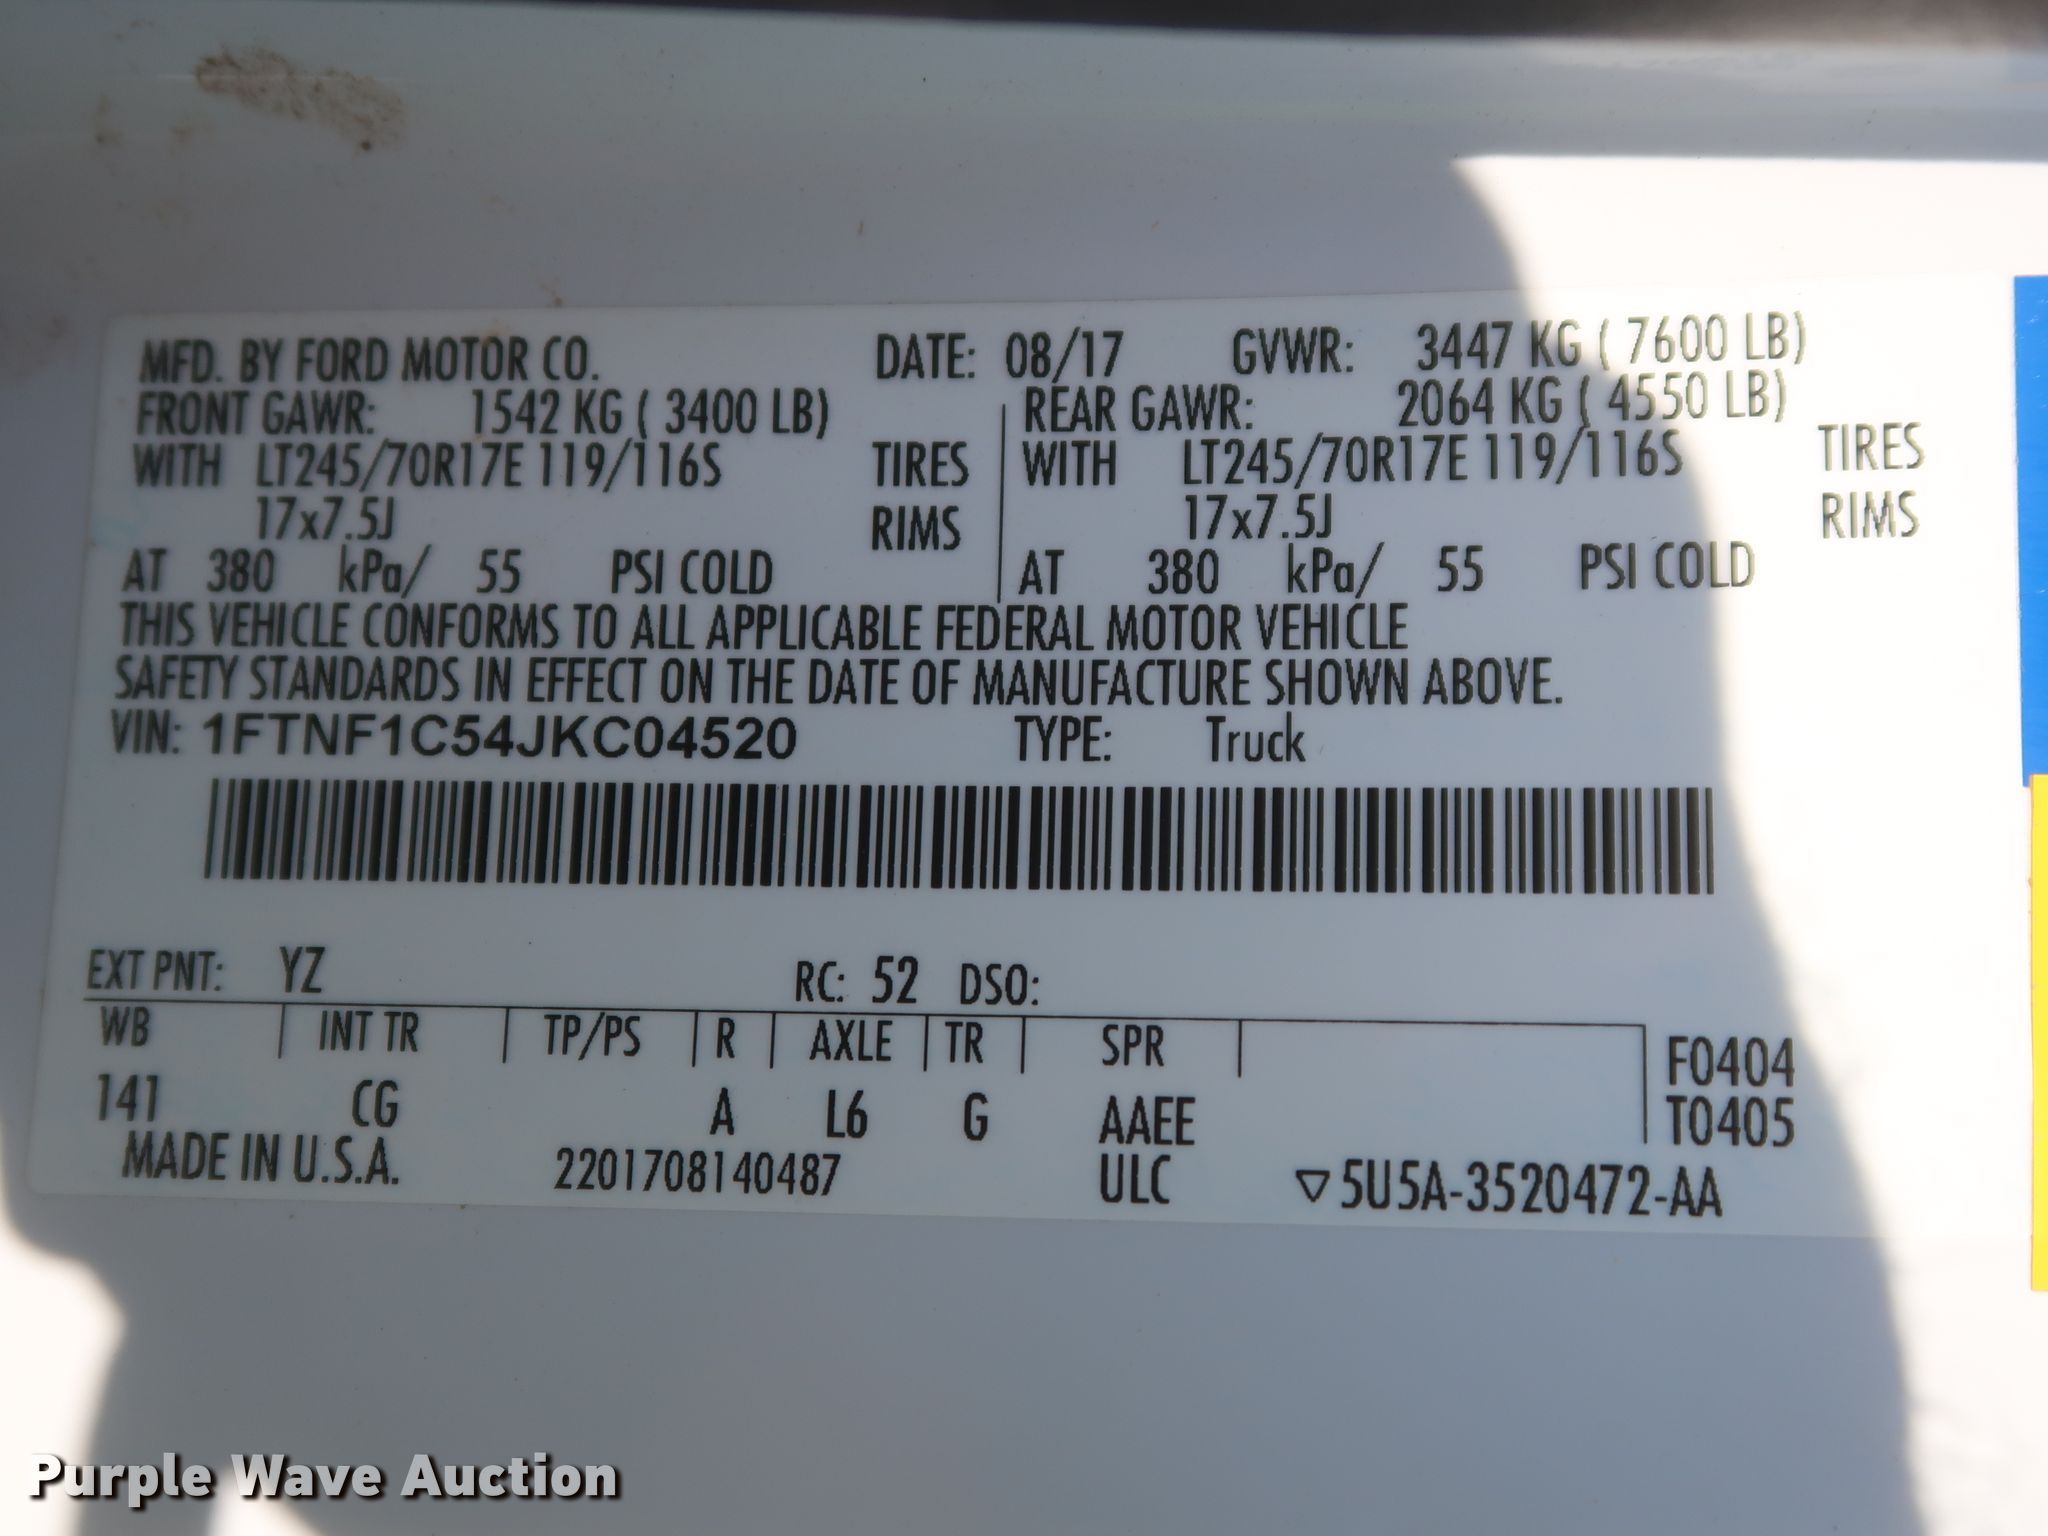 MFD. BY FORD MOTOR CO. DATE: 08/17 GVWR: 3447 KG ( 7600 LB)
FRONT GAWR: 1542 KG ( 3400 LB) REAR GAWR: 2064 KG ( 4550 LB)
WITH LT245/70R17E 119/116S TIRES WITH LT245/70R17E 119/116S TIRES
17x7.5J RIMS 17x7.5J RIMS
AT 380 kPa/ 55 PSI COLD AT 380 kPa/ 55 PSI COLD
THIS VEHICLE CONFORMS TO ALL APPLICABLE FEDERAL MOTOR VEHICLE
SAFETY STANDARDS IN EFFECT ON THE DATE OF MANUFACTURE SHOWN ABOVE.
VIN: 1FTNF1C54JKC04520 TYPE: Truck
EXT PNT: YZ RC: 52 DSO:
WB INT TR TP/PS R AXLE TR SPR F0404
141 CG A L6 G AAEE T0405
MADE IN U.S.A. 2201708140487 ULC ▽5U5A-3520472-AA
Purple Wave Auction